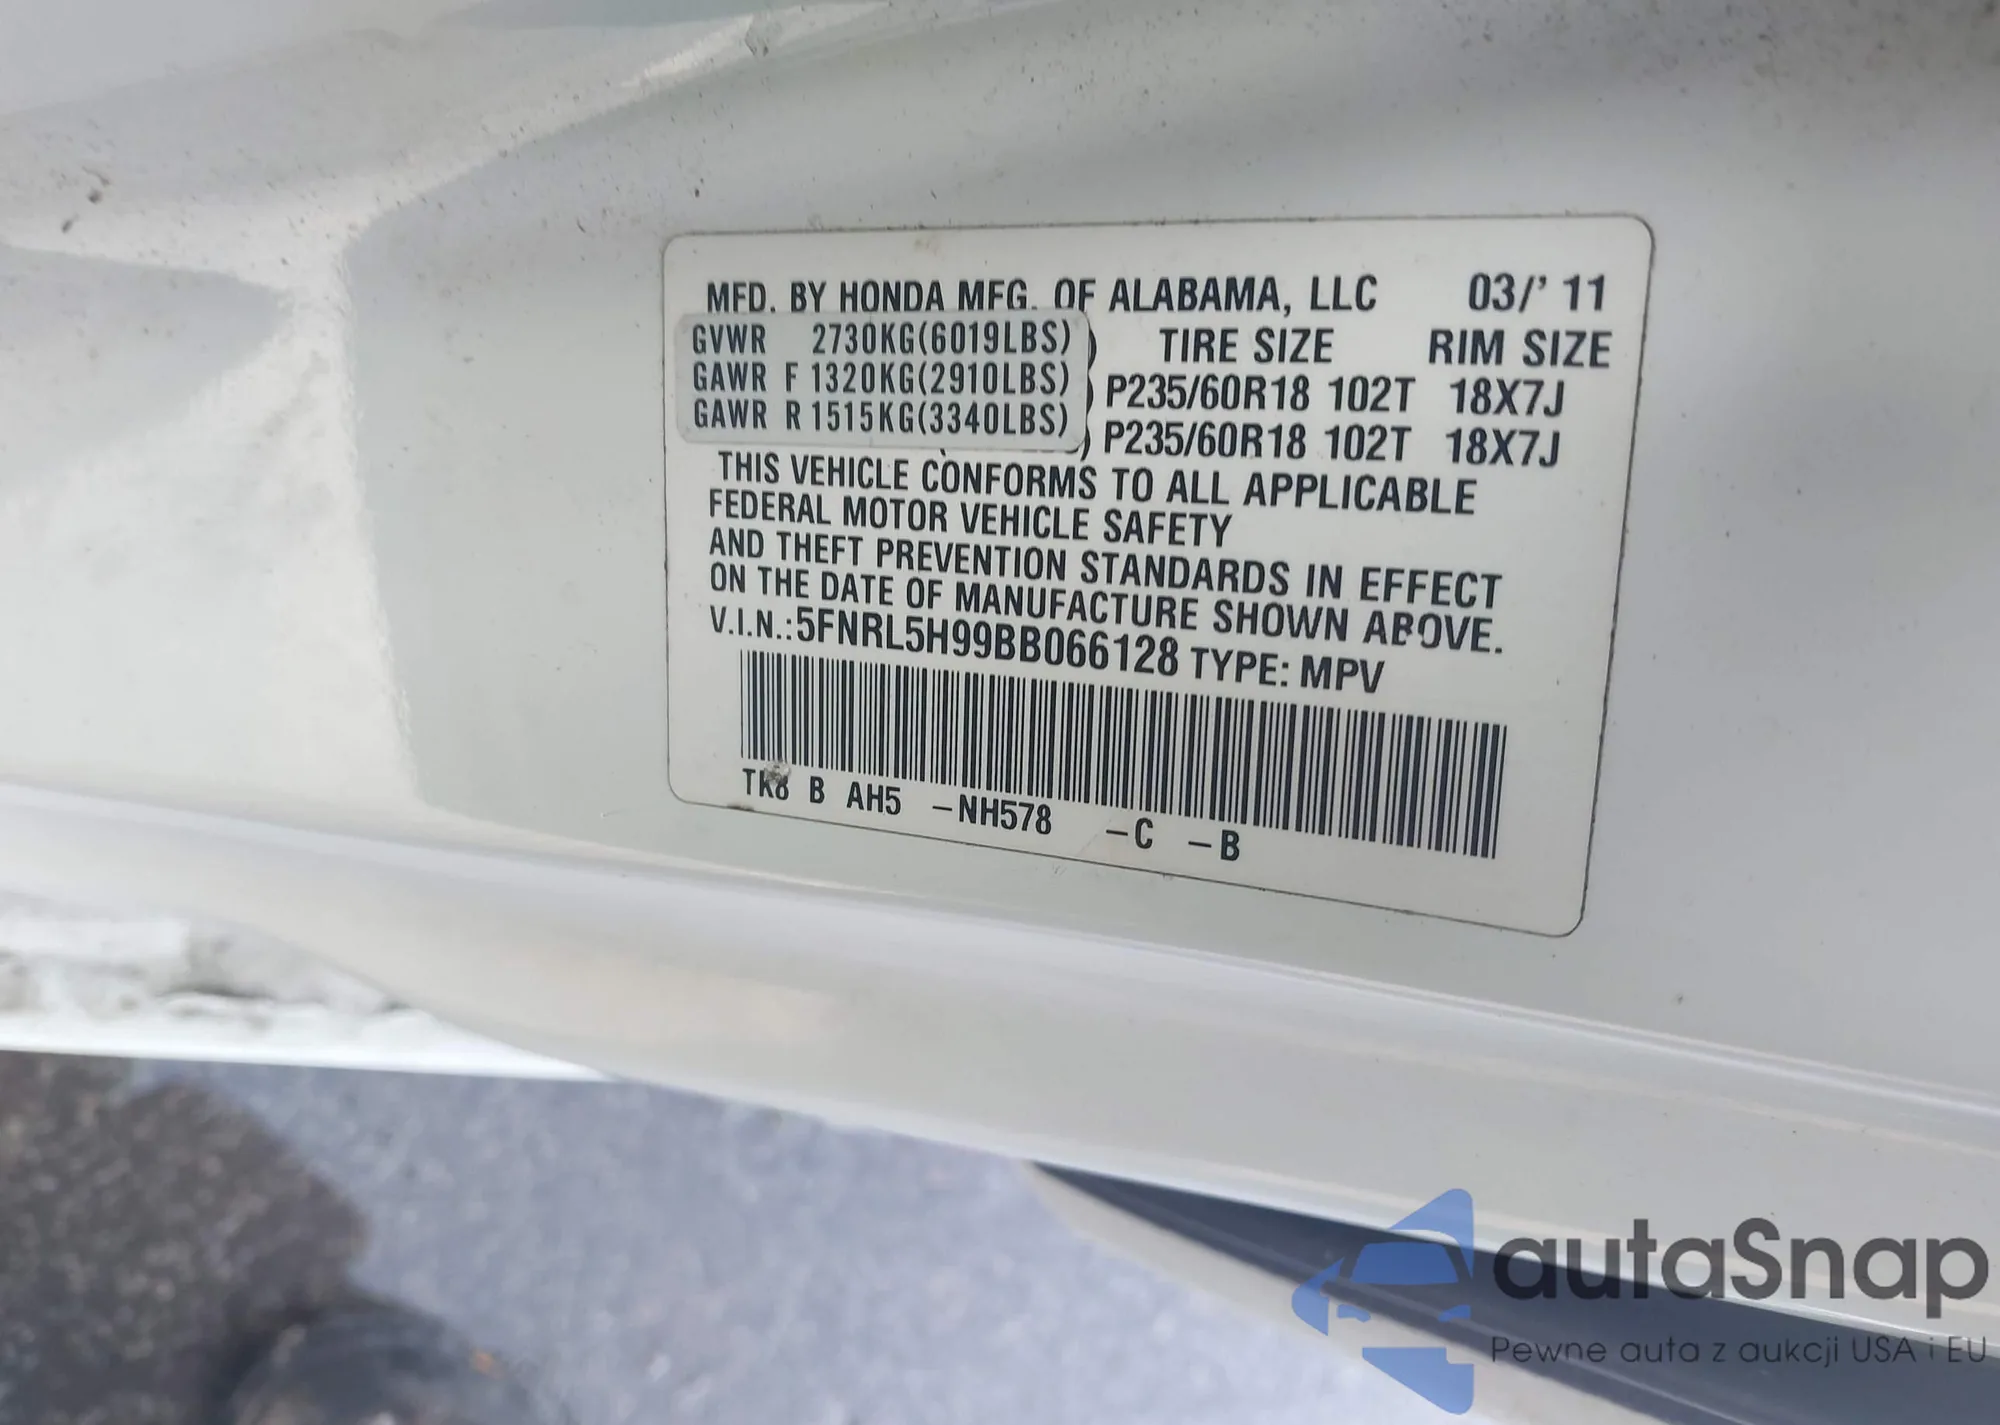 MFD. BY HONDA MFG. OF ALABAMA, LLC 03/' 11
GVWR 2730KG(6019LBS) TIRE SIZE RIM SIZE
GAWR F 1320KG(2910LBS) P235/60R18 102T 18X7J
GAWR R 1515KG(3340LBS) P235/60R18 102T 18X7J
THIS VEHICLE CONFORMS TO ALL APPLICABLE
FEDERAL MOTOR VEHICLE SAFETY
AND THEFT PREVENTION STANDARDS IN EFFECT
ON THE DATE OF MANUFACTURE SHOWN ABOVE.
V.I.N.:5FNRL5H99BB066128 TYPE: MPV
TK8 B AH5 -NH578 -C -B
autaSnap
Pewne auta z aukcji USA i EU